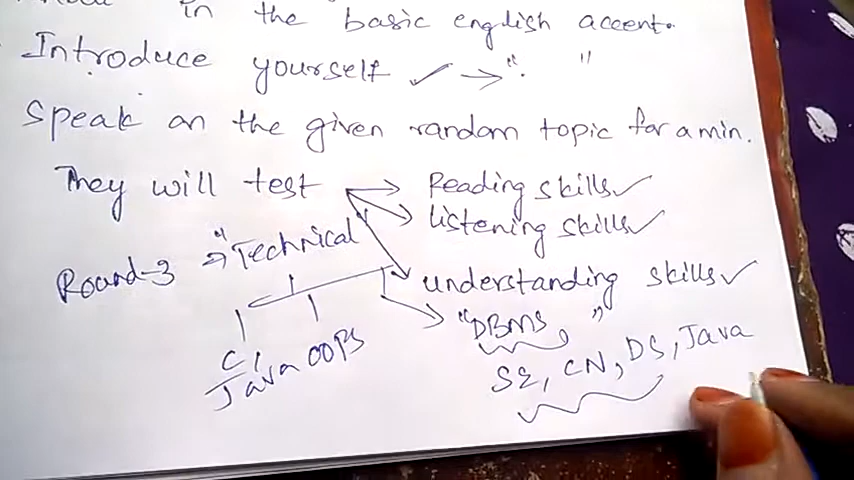 in the basic english accent.
Introduce yourself ✓ → " "
Speak on the given random topic for a min.
They will test → Reading skills ✓
→ listening skills ✓
→ understanding skills ✓
Round-3 ⇒ "Technical"
→ "DBMS"
C/Java OOPS
SE, CN, DS, Java